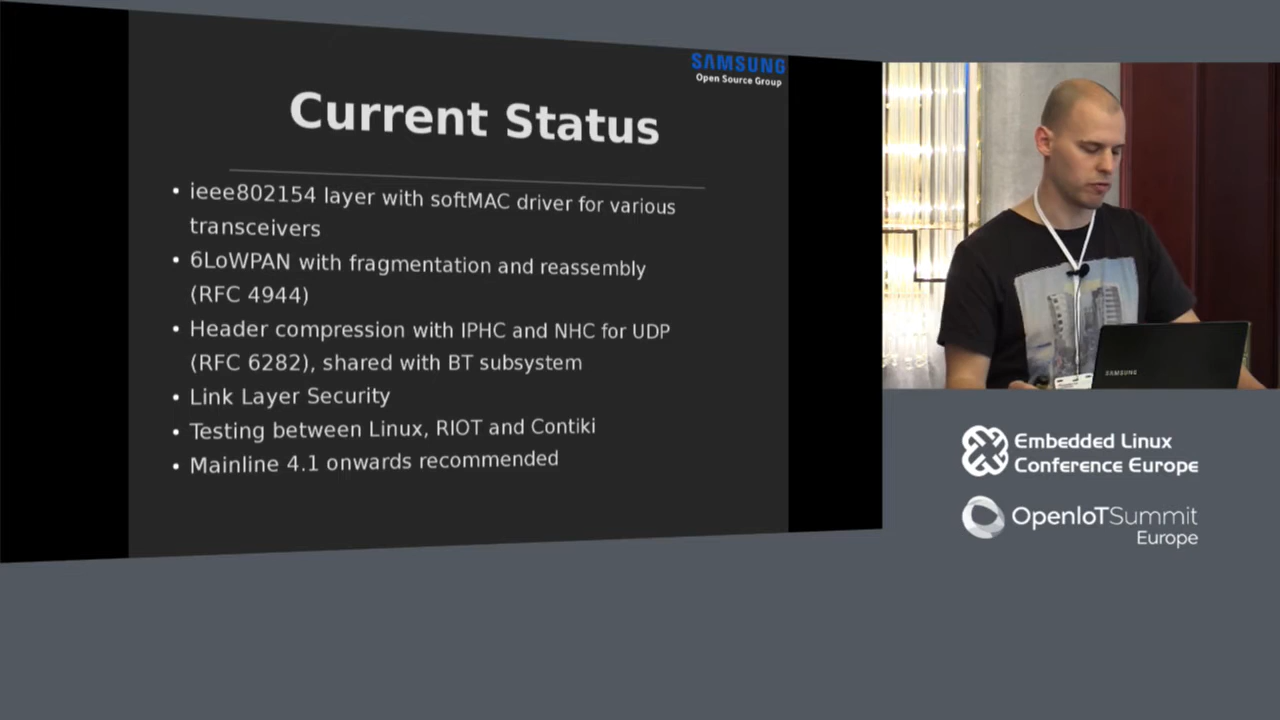 SAMSUNG
Open Source Group
Current Status
• ieee802154 layer with softMAC driver for various
transceivers
• 6LoWPAN with fragmentation and reassembly
(RFC 4944)
• Header compression with IPHC and NHC for UDP
(RFC 6282), shared with BT subsystem
• Link Layer Security
• Testing between Linux, RIOT and Contiki
• Mainline 4.1 onwards recommended
SAMSUNG
Embedded Linux
Conference Europe
OpenIoTSummit
Europe